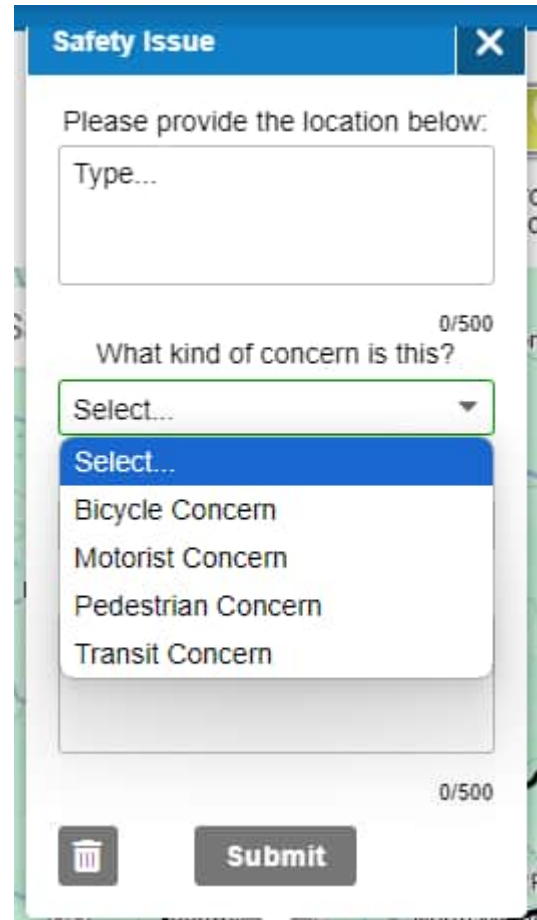 Safety Issue
Please provide the location below:
Type...
0/500
What kind of concern is this?
Select...
Select...
Bicycle Concern
Motorist Concern
Pedestrian Concern
Transit Concern
0/500
Submit